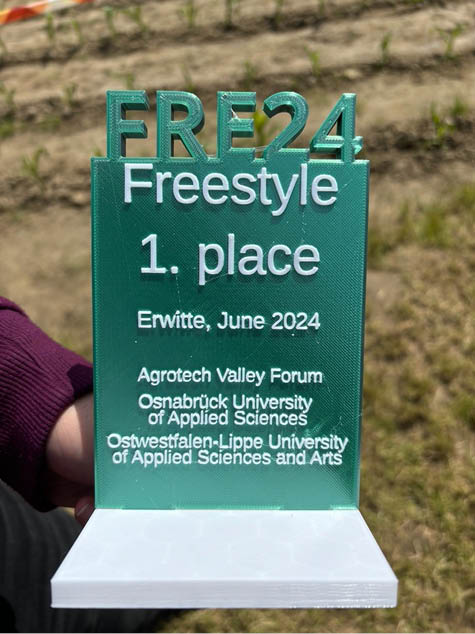 FRE24
Freestyle
1. place
Erwitte, June 2024
Agrotech Valley Forum
Osnabrück University
of Applied Sciences
Ostwestfalen-Lippe University
of Applied Sciences and Arts